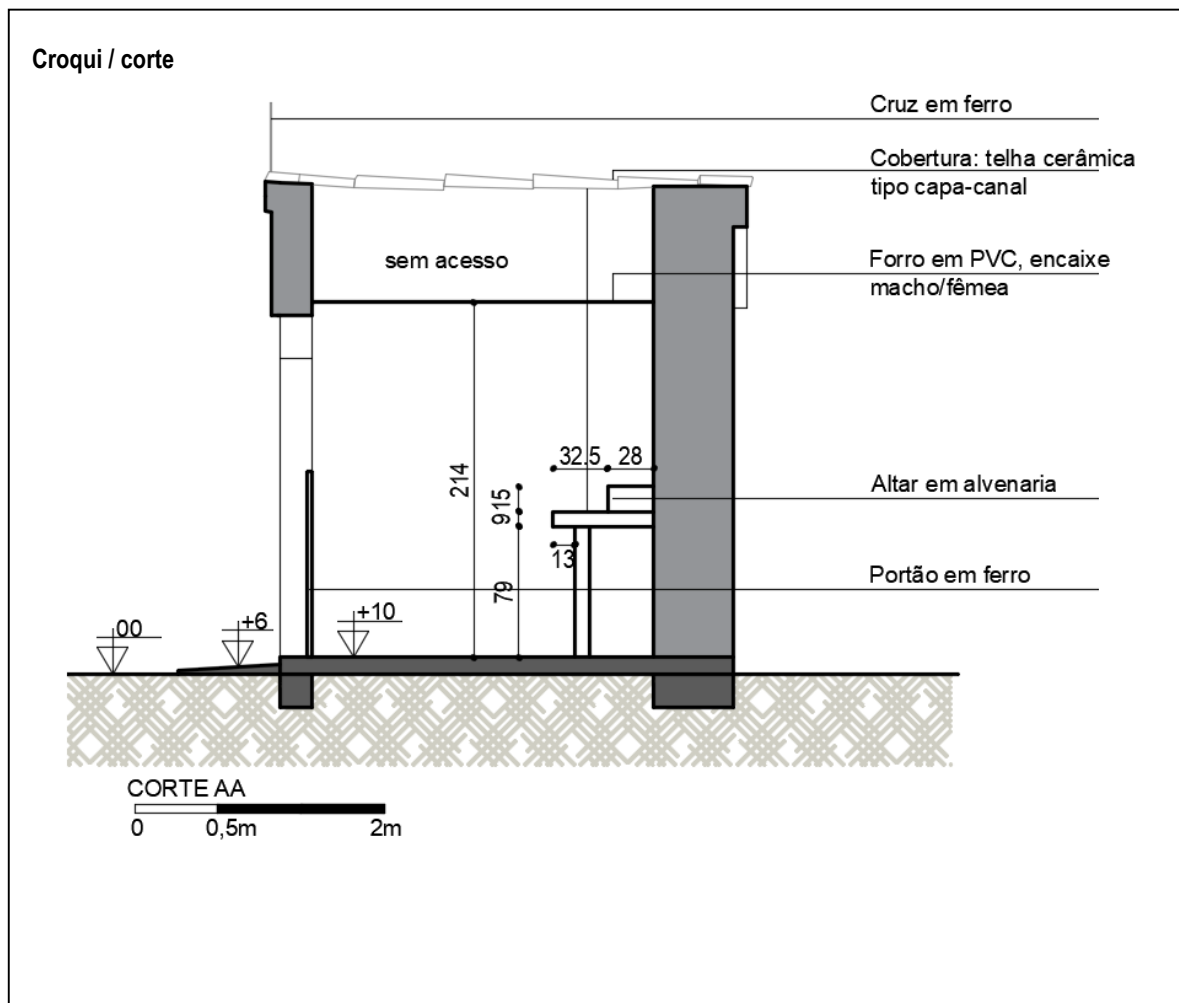 Croqui / corte
Cruz em ferro
Cobertura: telha cerâmica
tipo capa-canal
sem acesso
Forro em PVC, encaixe
macho/fêmea
32.5
28
214
15
9
Altar em alvenaria
13
79
Portão em ferro
00
+6
+10
CORTE AA
0
0,5m
2m